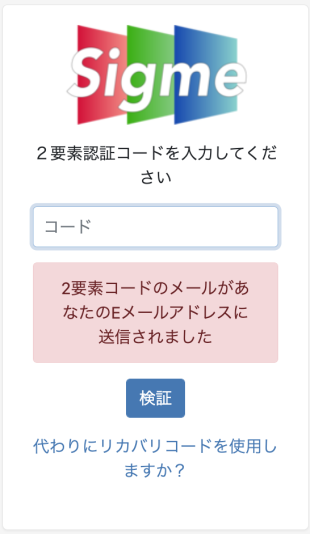 Sigme
２要素認証コードを入力してくだ
さい
コード
2要素コードのメールがあ
なたのEメールアドレスに
送信されました
検証
代わりにリカバリコードを使用し
ますか？